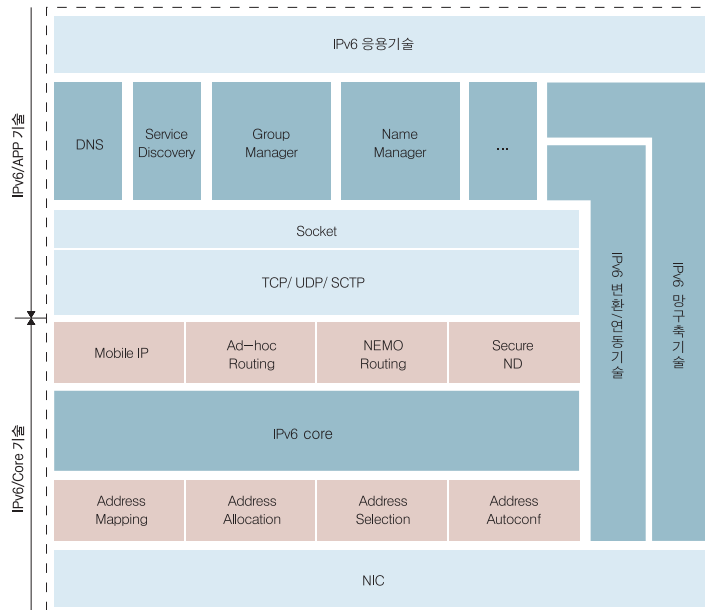 IPv6 응용기술
IPv6/APP 기술
DNS
Service
Discovery
Group
Manager
Name
Manager
...
Socket
TCP/ UDP/ SCTP
IPv6 변환/연동기술
IPv6 망구축기술
IPv6/Core 기술
Mobile IP
Ad-hoc
Routing
NEMO
Routing
Secure
ND
IPv6 core
Address
Mapping
Address
Allocation
Address
Selection
Address
Autoconf
NIC